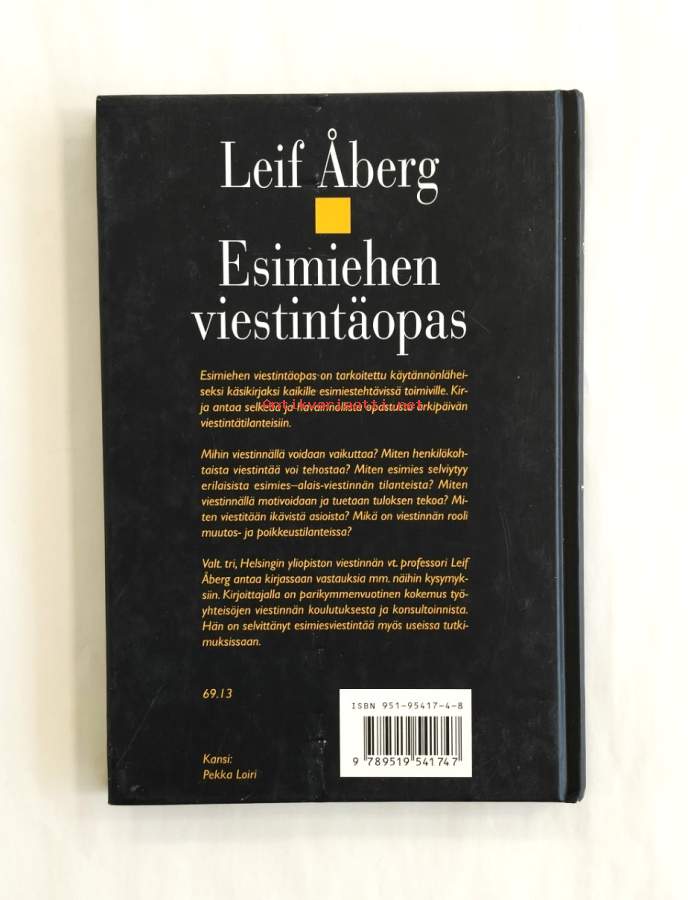 Leif Åberg
Esimiehen
viestintäopas
Esimiehen viestintäopas on tarkoitettu käytännönlähei-
seksi käsikirjaksi kaikille esimiestehtävissä toimiville. Kir-
ja antaa selkeää ja havainnollista opastusta arkipäivän
Antikvariaatti.net
viestintätilanteisiin.
Mihin viestinnällä voidaan vaikuttaa? Miten henkilökoh-
taista viestintää voi tehostaa? Miten esimies selviytyy
erilaisista esimies–alais-viestinnän tilanteista? Miten
viestinnällä motivoidaan ja tuetaan tuloksen tekoa? Mi-
ten viestitään ikävistä asioista? Mikä on viestinnän rooli
muutos- ja poikkeustilanteissa?
Valt. tri, Helsingin yliopiston viestinnän vt. professori Leif
Åberg antaa kirjassaan vastauksia mm. näihin kysymyk-
siin. Kirjoittajalla on parikymmenvuotinen kokemus työ-
yhteisöjen viestinnän koulutuksesta ja konsultoinnista.
Hän on selvittänyt esimiesviestintää myös useissa tutki-
muksissaan.
69.13
ISBN 951-95417-4-8
9 789519 541747
Kansi:
Pekka Loiri